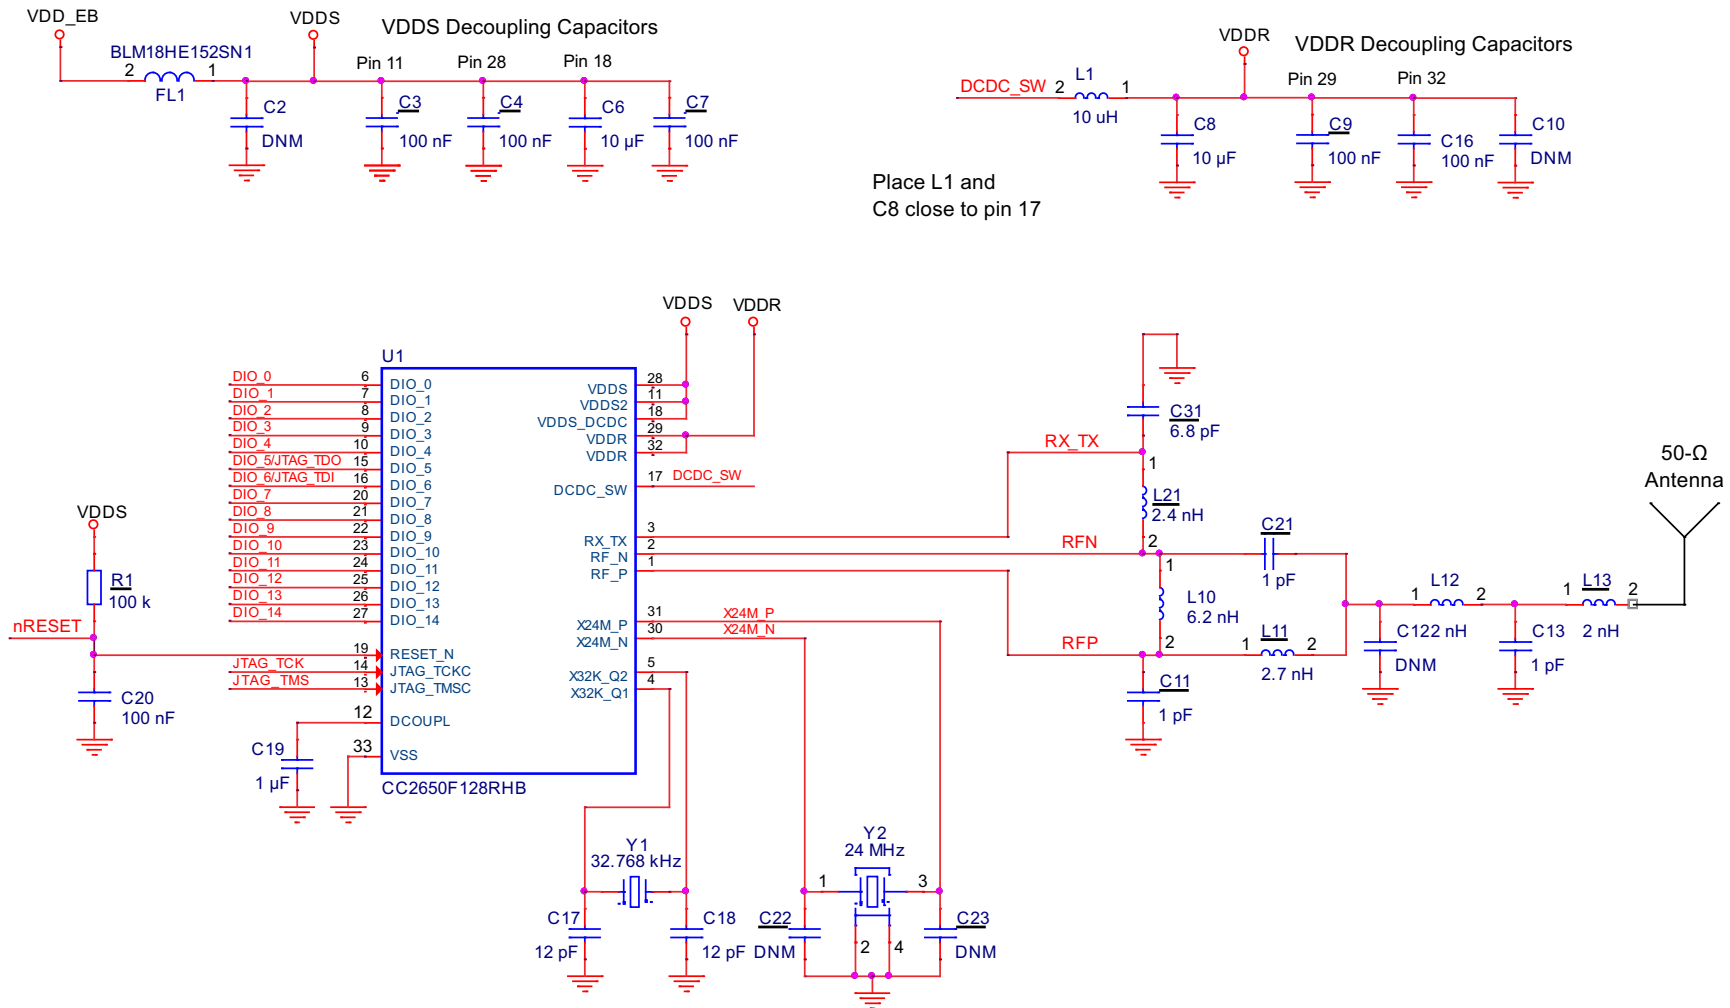 VDD_EB
VDDS
VDDS Decoupling Capacitors
BLM18HE152SN1
2
1
FL1
Pin 11
Pin 28
Pin 18
C2
DNM
C3
100 nF
C4
100 nF
C6
10 µF
C7
100 nF
VDDR
VDDR Decoupling Capacitors
DCDC_SW
2
L1
1
10 uH
Pin 29
Pin 32
C8
10 µF
C9
100 nF
C16
100 nF
C10
DNM
Place L1 and
C8 close to pin 17
VDDS
VDDR
U1
DIO_0 6 DIO_0
DIO_1 7 DIO_1
DIO_2 8 DIO_2
DIO_3 9 DIO_3
DIO_4 10 DIO_4
DIO_5/JTAG_TDO 15 DIO_5
DIO_6/JTAG_TDI 16 DIO_6
DIO_7 20 DIO_7
DIO_8 21 DIO_8
DIO_9 22 DIO_9
DIO_10 23 DIO_10
DIO_11 24 DIO_11
DIO_12 25 DIO_12
DIO_13 26 DIO_13
DIO_14 27 DIO_14
19 RESET_N
JTAG_TCK 14 JTAG_TCKC
JTAG_TMS 13 JTAG_TMSC
12 DCOUPL
33 VSS
VDDS 28
VDDS2 11
VDDS_DCDC 18
VDDR 29
VDDR 32
DCDC_SW 17 DCDC_SW
RX_TX 3
RF_N 2
RF_P 1
X24M_P 31 X24M_P
X24M_N 30 X24M_N
X32K_Q2 5
X32K_Q1 4
CC2650F128RHB
VDDS
R1
100 k
nRESET
C20
100 nF
C19
1 µF
Y1
32.768 kHz
C17
12 pF
C18
12 pF
Y2
24 MHz
1
3
2
4
C22
DNM
C23
DNM
C31
6.8 pF
RX_TX
1
L21
2.4 nH
2
RFN
C21
1 pF
1
L10
6.2 nH
2
RFP
1
L11
2
2.7 nH
C11
1 pF
1
L12
2
C122 nH
DNM
C13
1 pF
1
L13
2
2 nH
50-Ω
Antenna